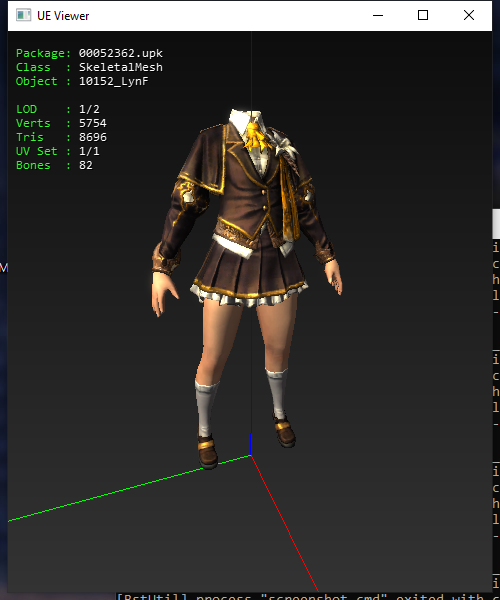 UE Viewer
Package: 00052362.upk
Class  : SkeletalMesh
Object : 10152_LynF
LOD    : 1/2
Verts  : 5754
Tris   : 8696
UV Set : 1/1
Bones  : 82
M
i
c
h
l
-
i
c
h
l
-
i
c
h
l
-
i
[BstUtil] process "screenshot.cmd" exited with c